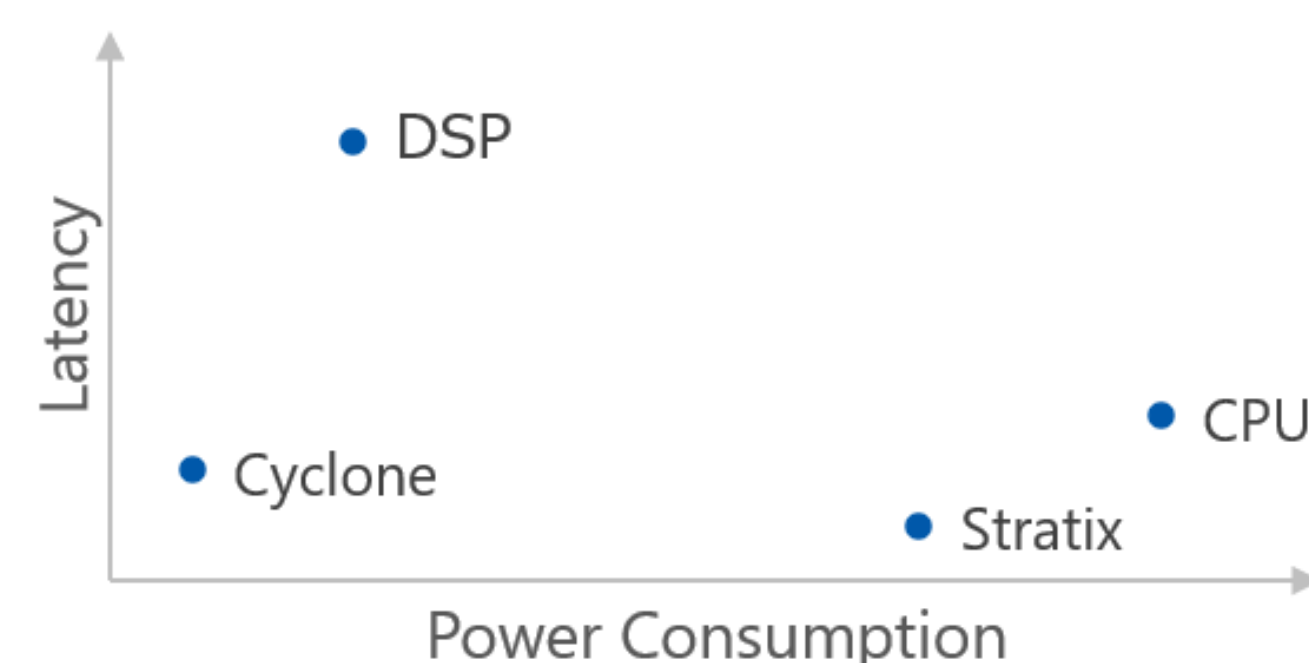 DSP
Latency
CPU
Cyclone
Stratix
Power Consumption